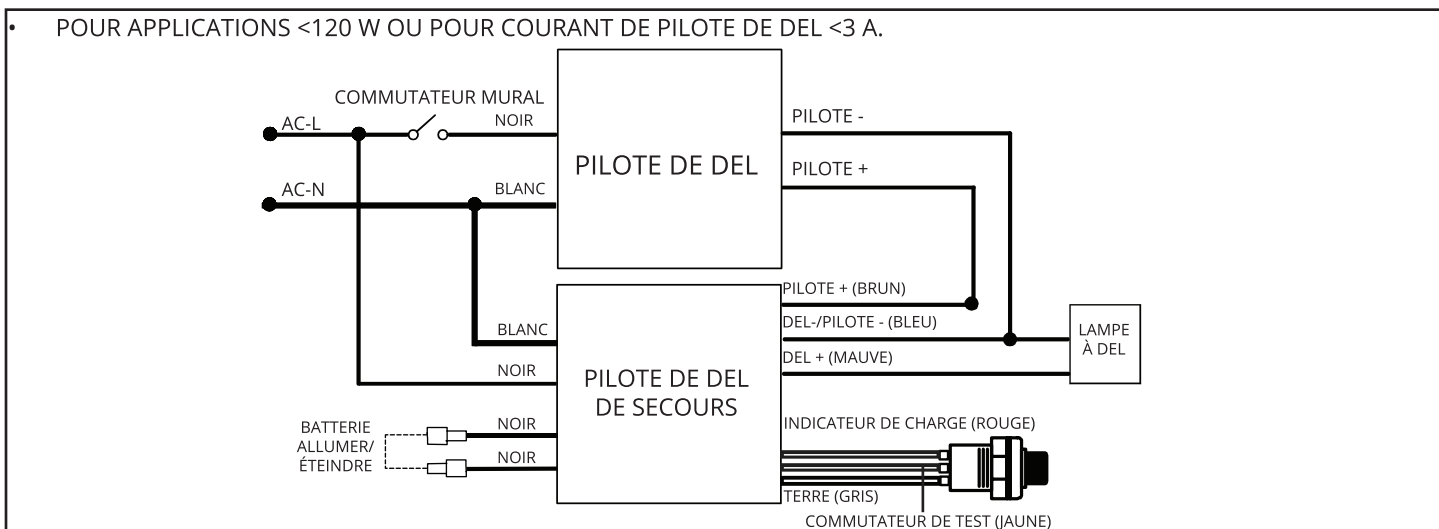 • POUR APPLICATIONS <120 W OU POUR COURANT DE PILOTE DE DEL <3 A.
COMMUTATEUR MURAL
AC-L
NOIR
AC-N
BLANC
PILOTE DE DEL
PILOTE -
PILOTE +
PILOTE + (BRUN)
DEL-/PILOTE - (BLEU)
DEL + (MAUVE)
LAMPE
À DEL
BLANC
NOIR
PILOTE DE DEL
DE SECOURS
BATTERIE
ALLUMER/
ÉTEINDRE
NOIR
NOIR
INDICATEUR DE CHARGE (ROUGE)
TERRE (GRIS)
COMMUTATEUR DE TEST (JAUNE)